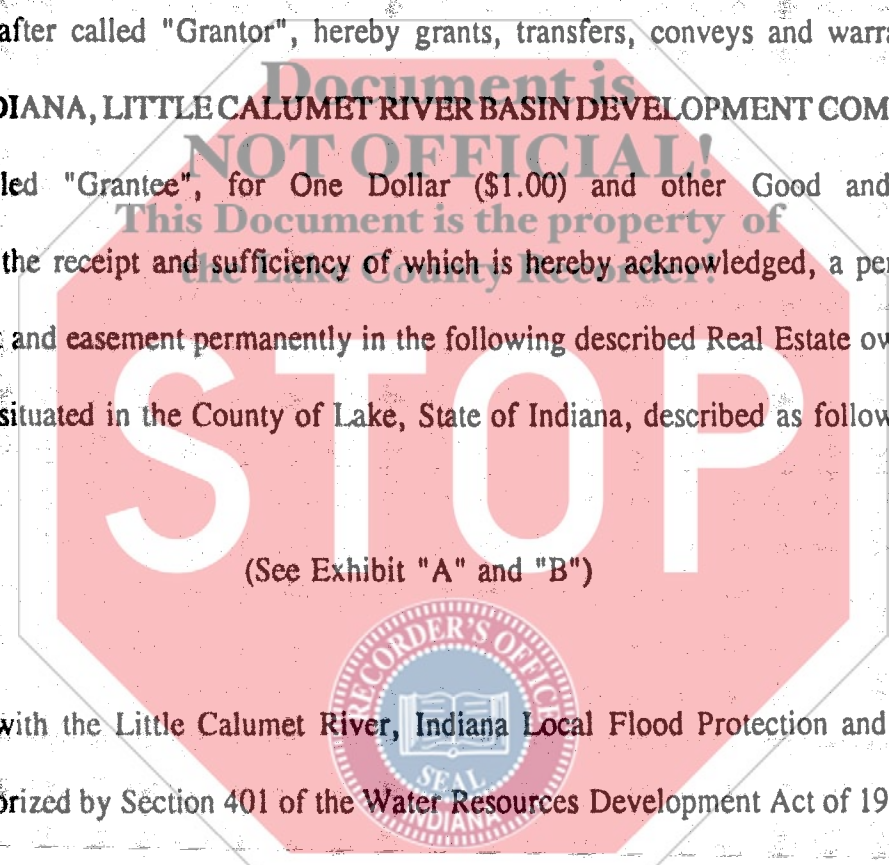 after called "Grantor", hereby grants, transfers, conveys and warra
Document is
DIANA, LITTLE CALUMET RIVER BASIN DEVELOPMENT COM
NOT OFFICIAL!
led "Grantee", for One Dollar ($1.00) and other Good and
This Document is the property of
the receipt and sufficiency of which is hereby acknowledged, a per
the Lake County Recorder!
and easement permanently in the following described Real Estate ow
situated in the County of Lake, State of Indiana, described as follow
STOP
(See Exhibit "A" and "B")
RECORDER'S OFFICE
SEAL
INDIANA
with the Little Calumet River, Indiana Local Flood Protection and
orized by Section 401 of the Water Resources Development Act of 19